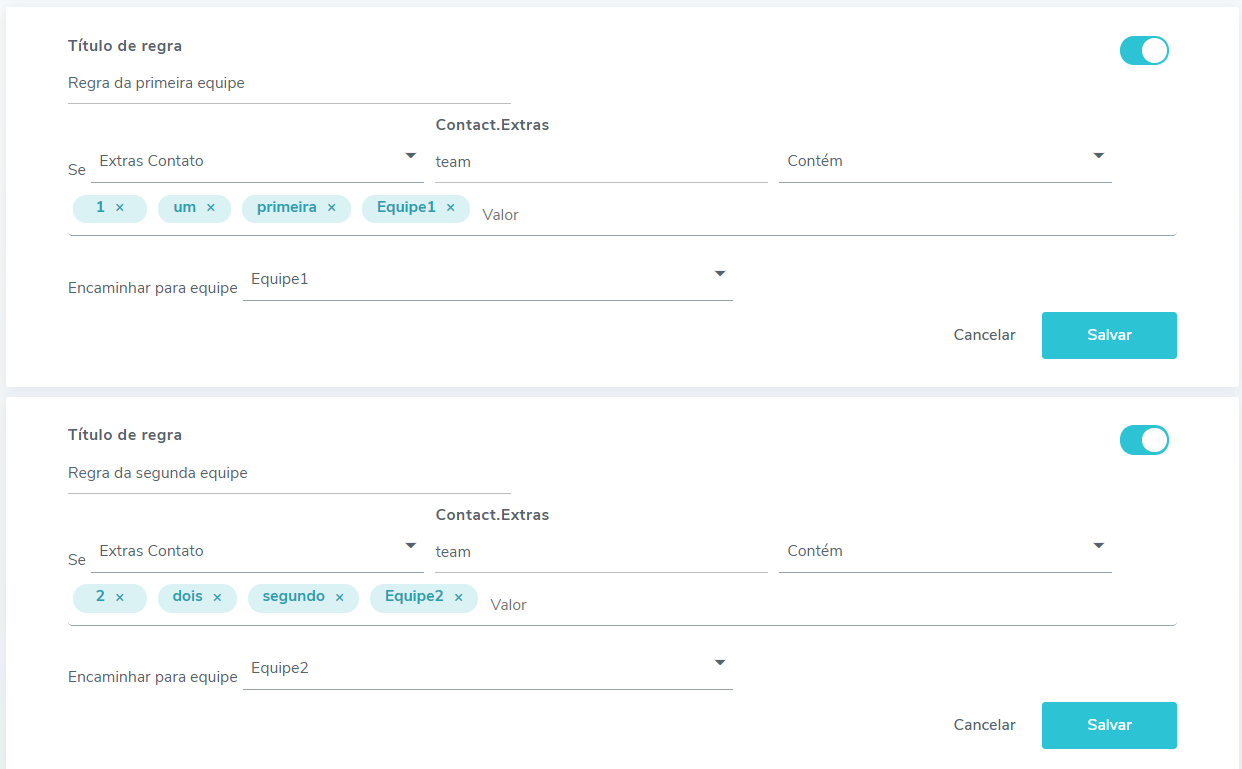 Título de regra
Regra da primeira equipe
Contact.Extras
Se Extras Contato team Contém
1 × um × primeira × Equipe1 × Valor
Encaminhar para equipe Equipe1
Cancelar Salvar
Título de regra
Regra da segunda equipe
Contact.Extras
Se Extras Contato team Contém
2 × dois × segundo × Equipe2 × Valor
Encaminhar para equipe Equipe2
Cancelar Salvar